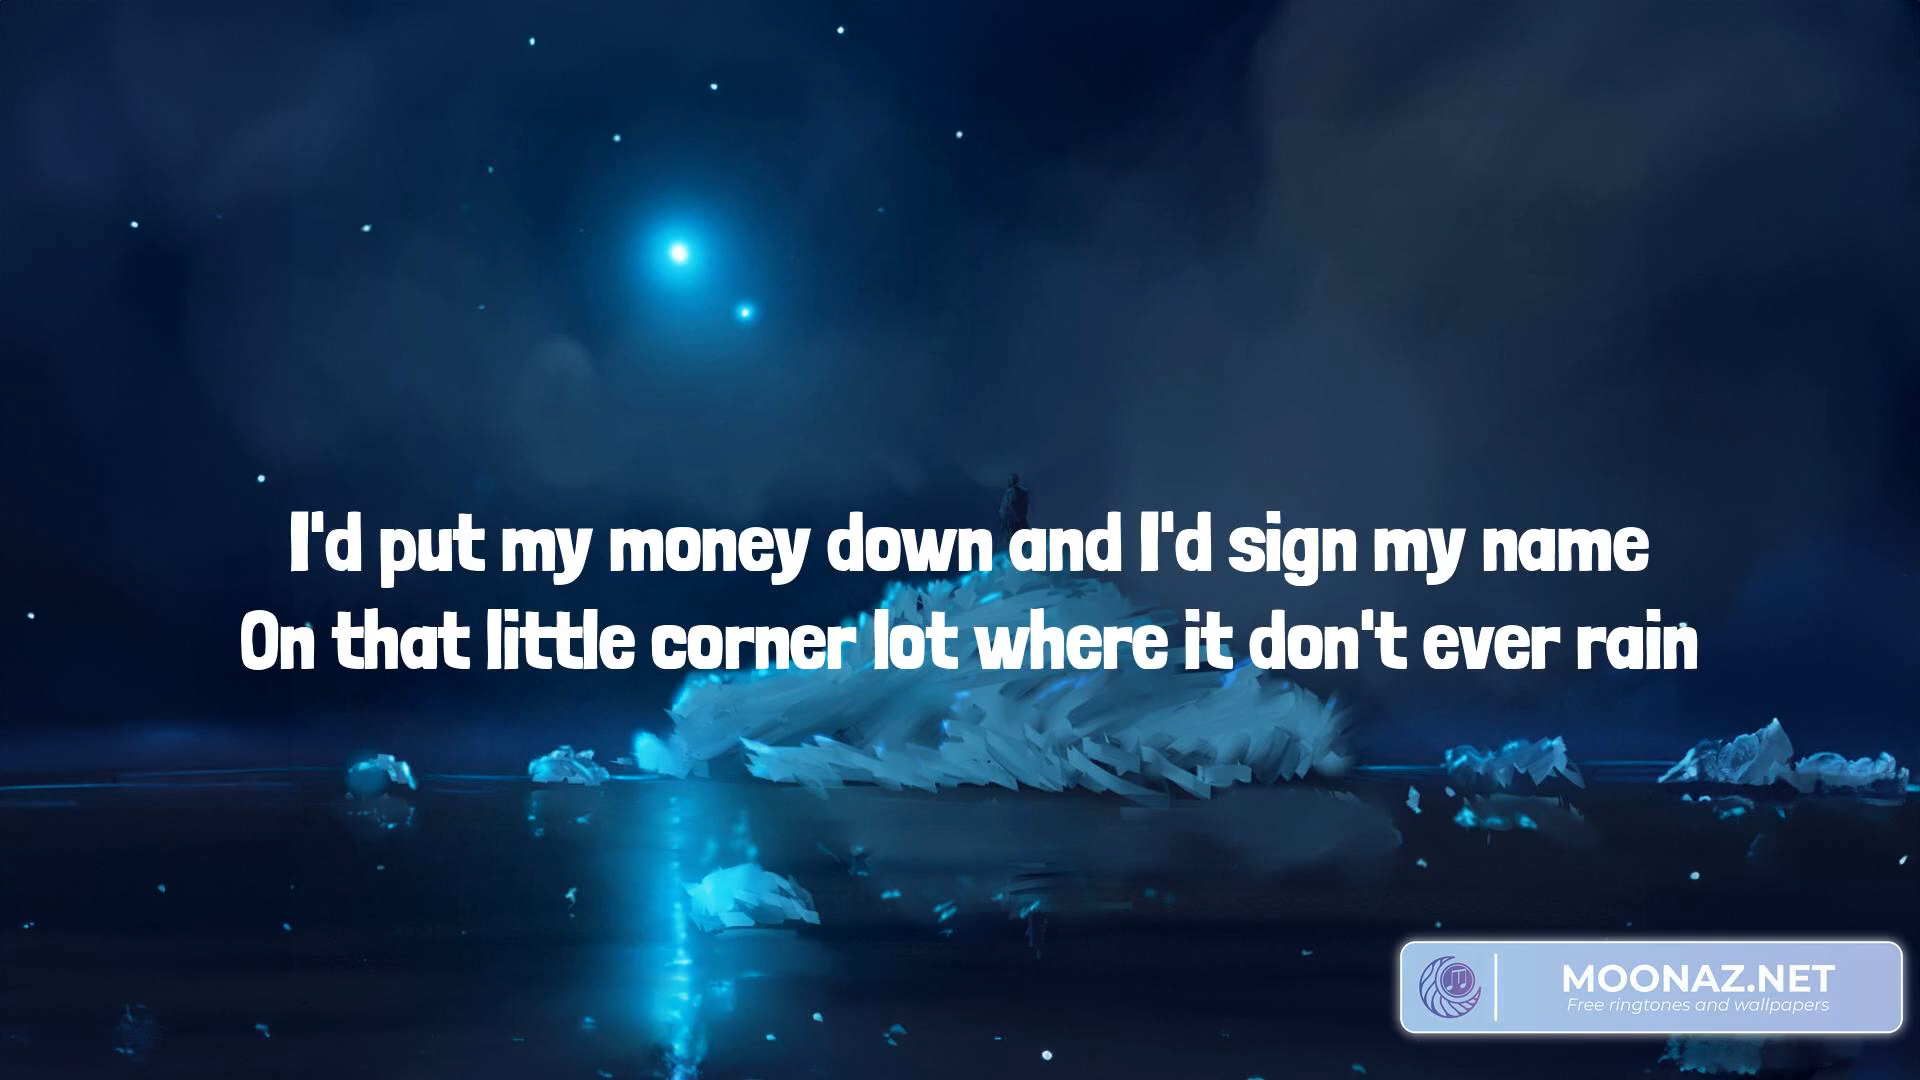 I'd put my money down and I'd sign my name
On that little corner lot where it don't ever rain
MOONAZ.NET
Free ringtones and wallpapers